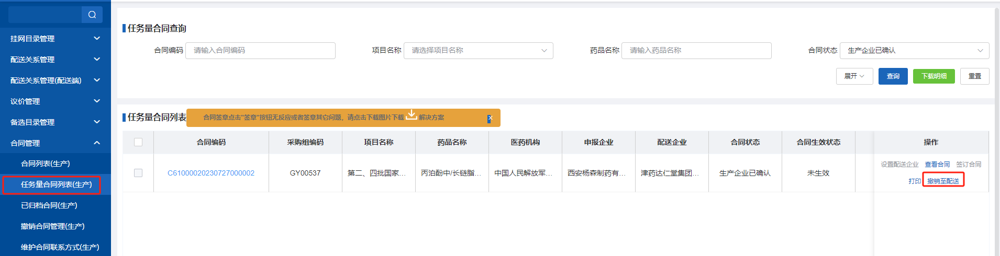 挂网目录管理
配送关系管理
配送关系管理(配送端)
议价管理
备选目录管理
合同管理
合同列表(生产)
任务量合同列表(生产)
已归档合同(生产)
撤销合同管理(生产)
维护合同联系方式(生产)
任务量合同查询
合同编码 请输入合同编码 项目名称 请选择项目名称 药品名称 请输入药品名称 合同状态 生产企业已确认
展开 查询 下载明细 重置
任务量合同列表 合同签章点击"签章"按钮无反应或者签章其它问题，请点击下载图片下载 解决方案
合同编码 采购组编码 项目名称 药品名称 医药机构 申报企业 配送企业 合同状态 合同生效状态 操作
C61000020230727000002 GY00537 第二、四批国家... 丙泊酚中/长链脂... 中国人民解放军... 西安杨森制药有... 津药达仁堂集团... 生产企业已确认 未生效 设置配送企业 查看合同 签订合同
打印 撤销至配送